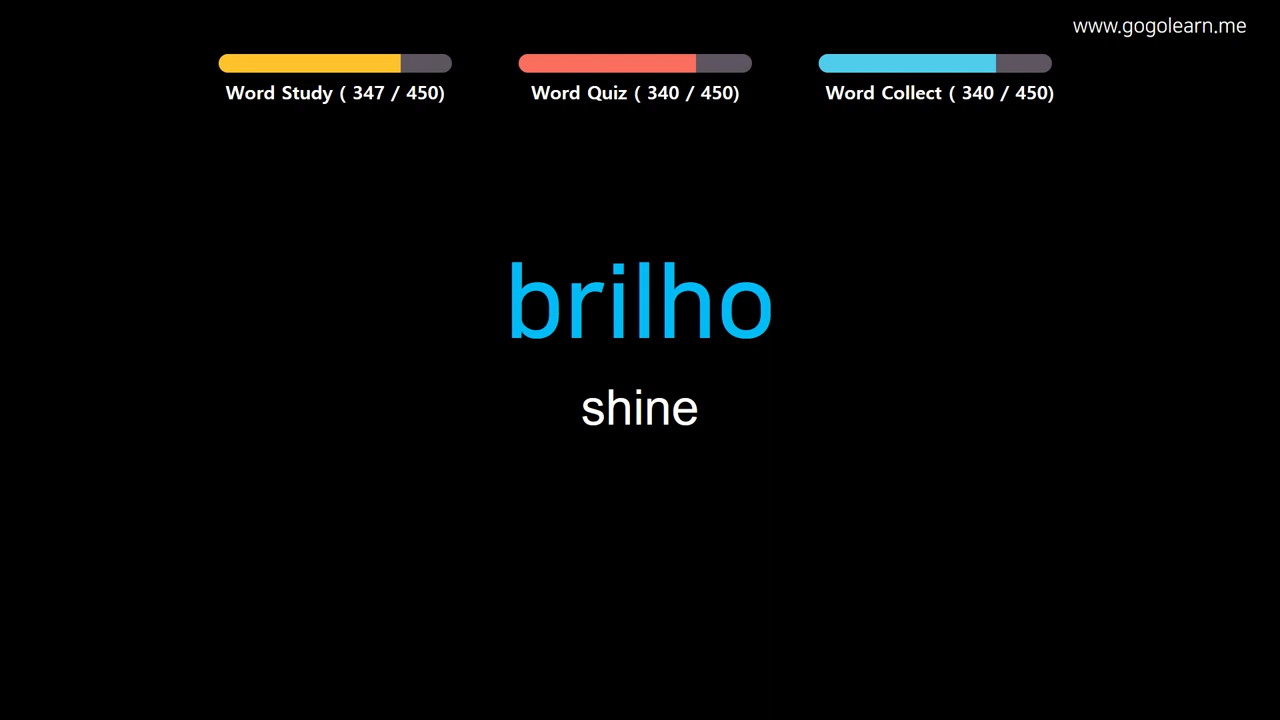 www.gogolearn.me
Word Study ( 347 / 450)
Word Quiz ( 340 / 450)
Word Collect ( 340 / 450)
brilho
shine